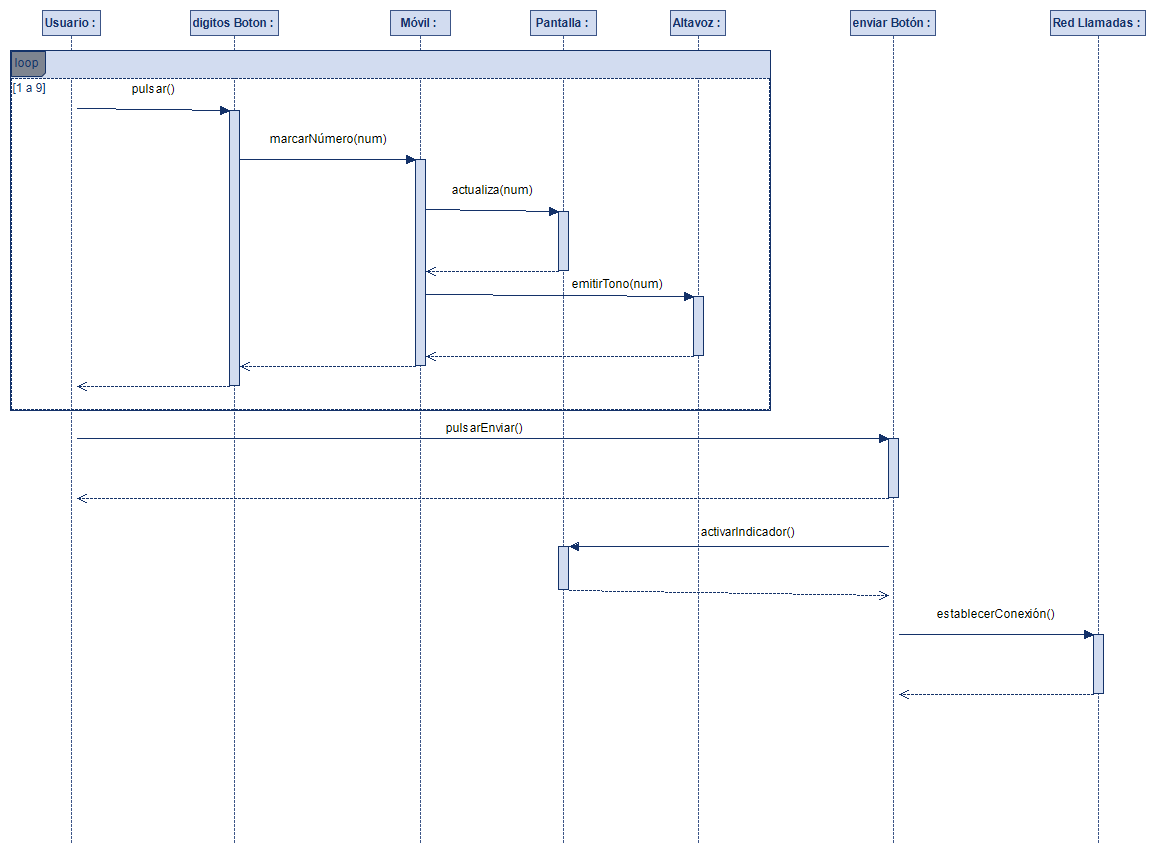 Usuario :
digitos Boton :
Móvil :
Pantalla :
Altavoz :
enviar Botón :
Red Llamadas :
loop
[1 a 9]
pulsar()
marcarNúmero(num)
actualiza(num)
emitirTono(num)
pulsarEnviar()
activarIndicador()
establecerConexión()